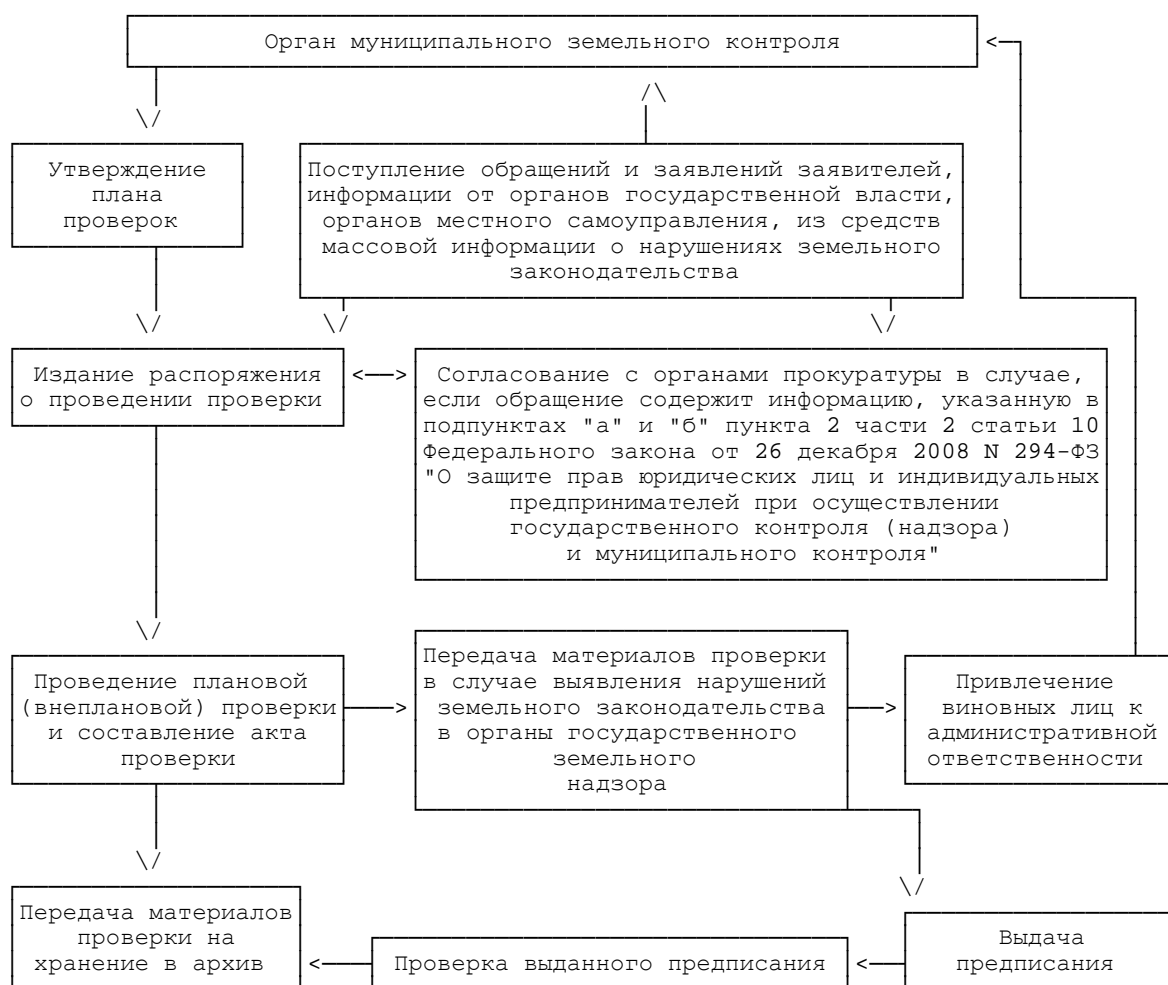 Орган муниципального земельного контроля
Утверждение
плана
проверок
Поступление обращений и заявлений заявителей,
информации от органов государственной власти,
органов местного самоуправления, из средств
массовой информации о нарушениях земельного
законодательства
Издание распоряжения
о проведении проверки
Согласование с органами прокуратуры в случае,
если обращение содержит информацию, указанную в
подпунктах "а" и "б" пункта 2 части 2 статьи 10
Федерального закона от 26 декабря 2008 N 294-ФЗ
"О защите прав юридических лиц и индивидуальных
предпринимателей при осуществлении
государственного контроля (надзора)
и муниципального контроля"
Проведение плановой
(внеплановой) проверки
и составление акта
проверки
Передача материалов проверки
в случае выявления нарушений
земельного законодательства
в органы государственного
земельного
надзора
Привлечение
виновных лиц к
административной
ответственности
Передача материалов
проверки на
хранение в архив
Проверка выданного предписания
Выдача
предписания